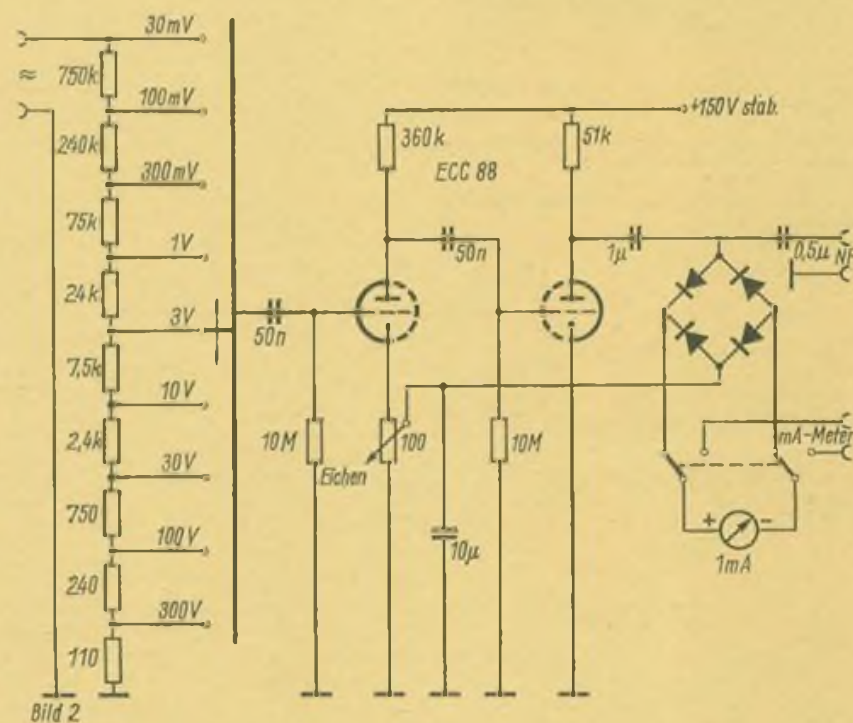 30mV
≈ 750k
100mV
240k
300mV
75k
1V
24k
3V
7,5k
10V
2,4k
30V
750
100V
240
300V
110
50n
10M
Eichen
100
360k
ECC 88
50n
10M
10µ
51k
+150V stab.
1µ
0,5µ
NF
mA-Meter
+
-
1mA
Bild 2